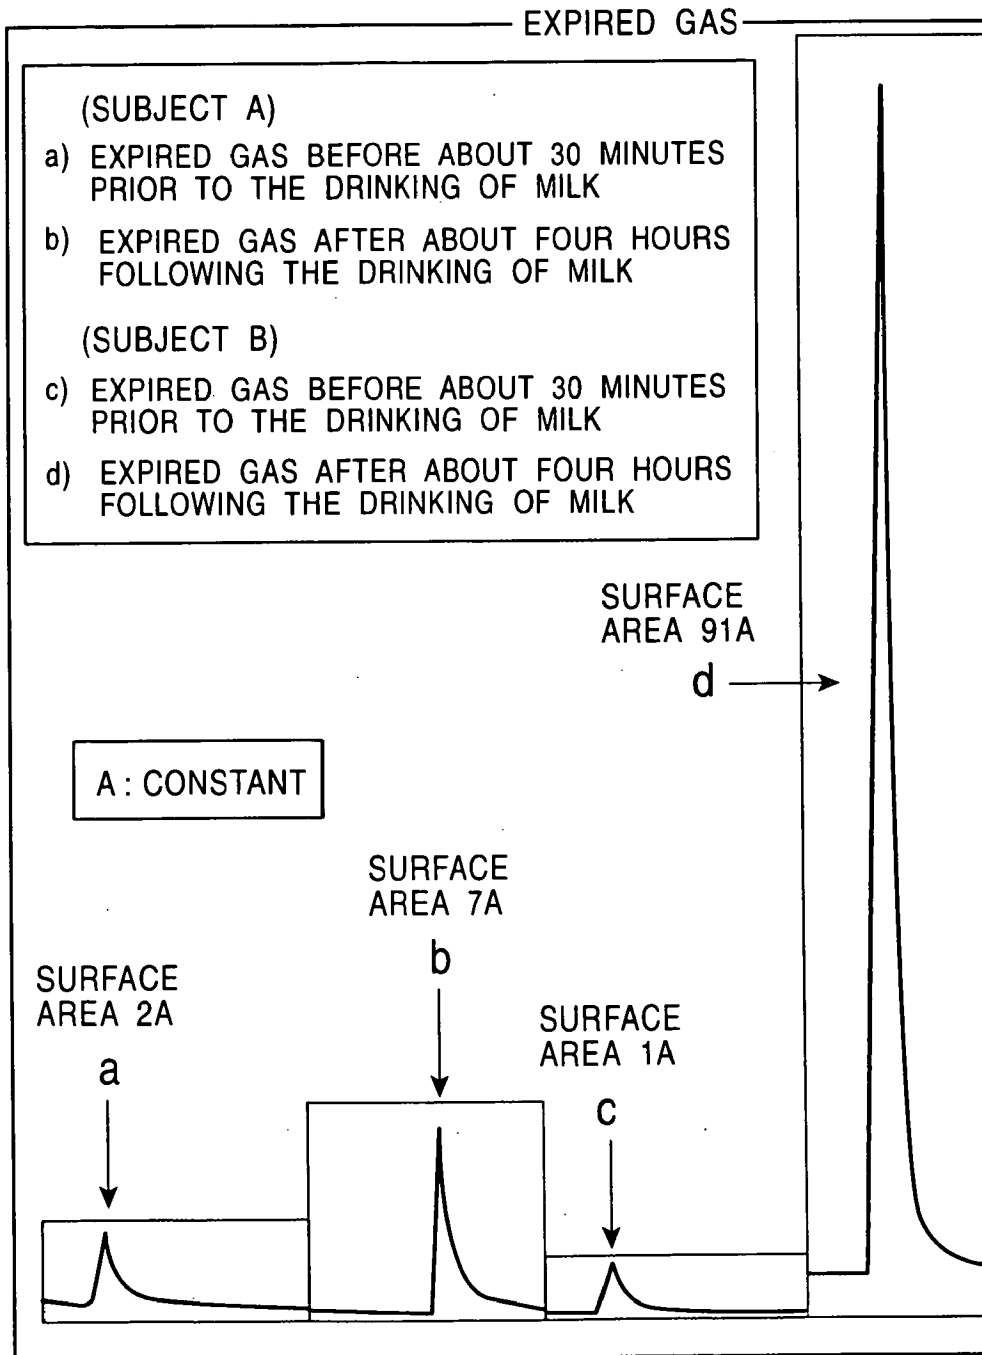 EXPIRED GAS
(SUBJECT A)
a) EXPIRED GAS BEFORE ABOUT 30 MINUTES
PRIOR TO THE DRINKING OF MILK
b) EXPIRED GAS AFTER ABOUT FOUR HOURS
FOLLOWING THE DRINKING OF MILK
(SUBJECT B)
c) EXPIRED GAS BEFORE ABOUT 30 MINUTES
PRIOR TO THE DRINKING OF MILK
d) EXPIRED GAS AFTER ABOUT FOUR HOURS
FOLLOWING THE DRINKING OF MILK
SURFACE
AREA 91A
d
A : CONSTANT
SURFACE
AREA 7A
b
SURFACE
AREA 2A
a
SURFACE
AREA 1A
c